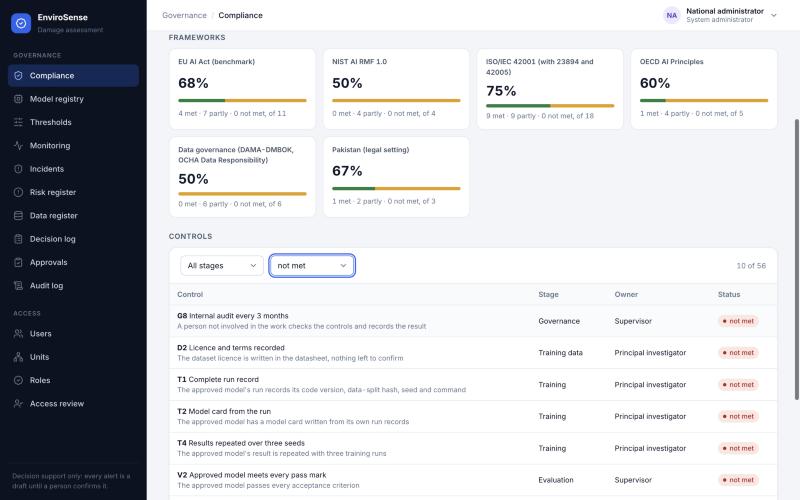 EnviroSense
Damage assessment
GOVERNANCE
Compliance
Model registry
Thresholds
Monitoring
Incidents
Risk register
Data register
Decision log
Approvals
Audit log
ACCESS
Users
Units
Roles
Access review
Decision support only: every alert is a
draft until a person confirms it.
Governance / Compliance
NA
National administrator
System administrator
FRAMEWORKS
EU AI Act (benchmark)
68%
4 met · 7 partly · 0 not met, of 11
NIST AI RMF 1.0
50%
0 met · 4 partly · 0 not met, of 4
ISO/IEC 42001 (with 23894 and
42005)
75%
9 met · 9 partly · 0 not met, of 18
OECD AI Principles
60%
1 met · 4 partly · 0 not met, of 5
Data governance (DAMA-DMBOK,
OCHA Data Responsibility)
50%
0 met · 6 partly · 0 not met, of 6
Pakistan (legal setting)
67%
1 met · 2 partly · 0 not met, of 3
CONTROLS
All stages not met 10 of 56
Control Stage Owner Status
G8 Internal audit every 3 months
A person not involved in the work checks the controls and records the result
Governance Supervisor not met
D2 Licence and terms recorded
The dataset licence is written in the datasheet, nothing left to confirm
Training data Principal investigator not met
T1 Complete run record
The approved model's run records its code version, data-split hash, seed and command
Training Principal investigator not met
T2 Model card from the run
The approved model has a model card written from its own run records
Training Principal investigator not met
T4 Results repeated over three seeds
The approved model's result is repeated with three training runs
Training Principal investigator not met
V2 Approved model meets every pass mark
The approved model passes every acceptance criterion
Evaluation Supervisor not met